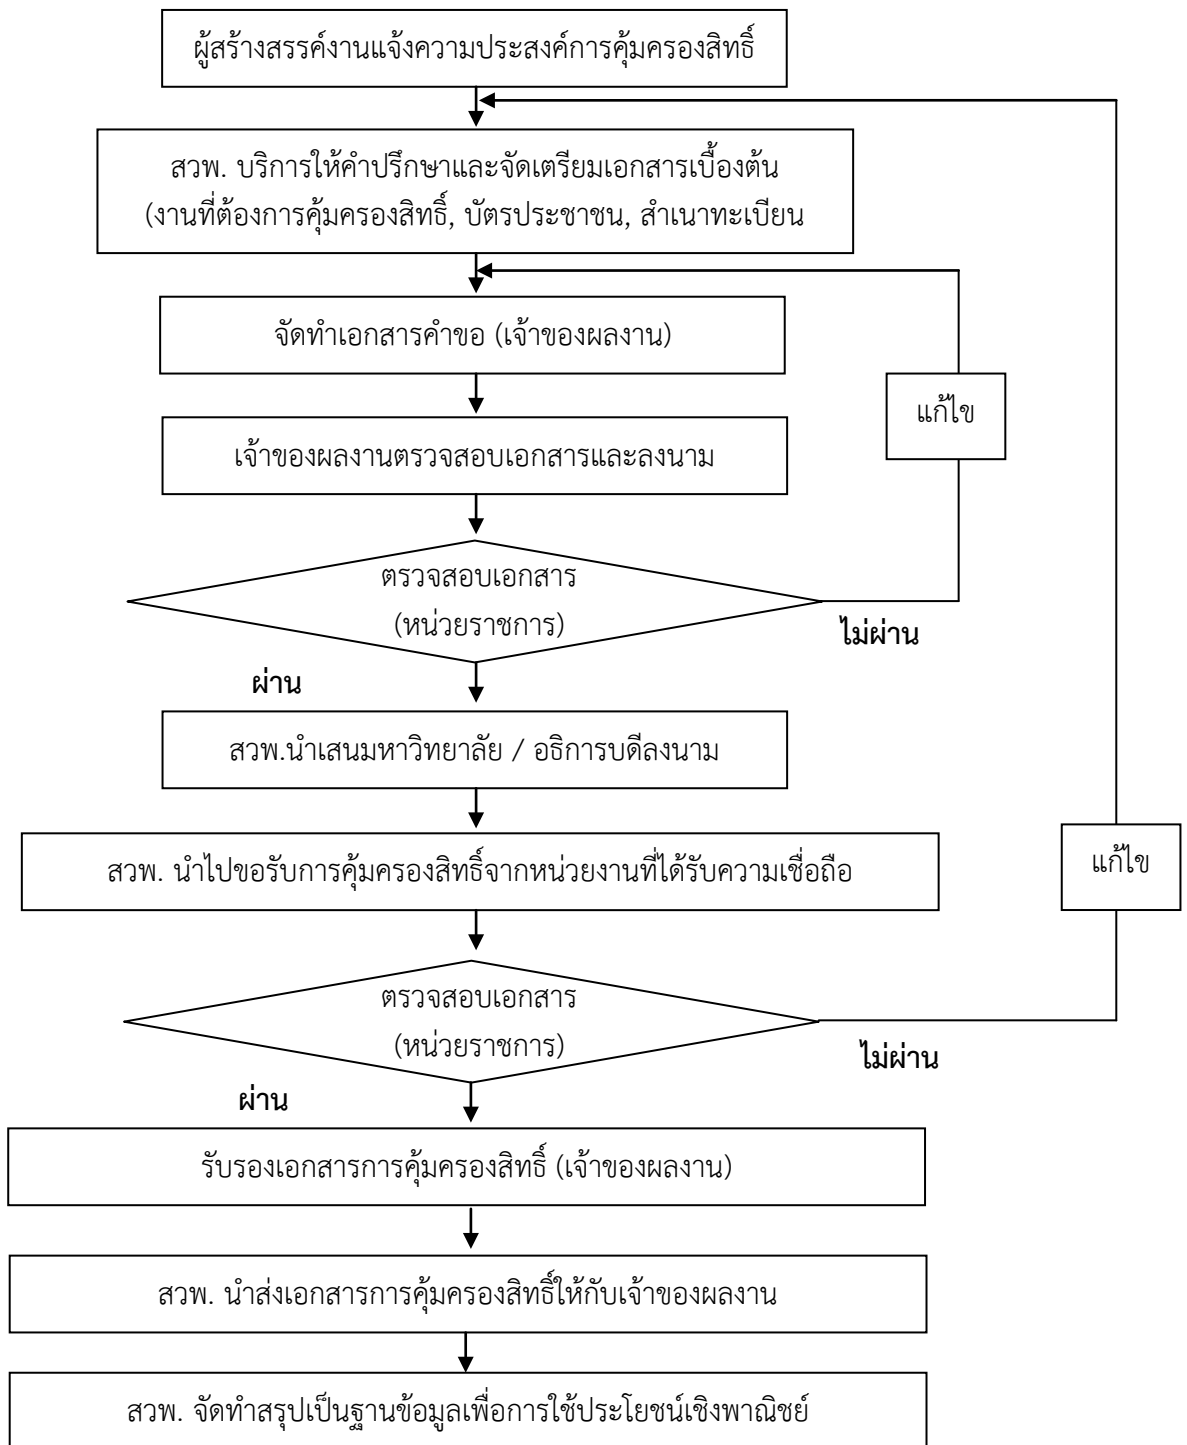 ผู้สร้างสรรค์งานแจ้งความประสงค์การคุ้มครองสิทธิ์
สวพ. บริการให้คำปรึกษาและจัดเตรียมเอกสารเบื้องต้น
(งานที่ต้องการคุ้มครองสิทธิ์, บัตรประชาชน, สำเนาทะเบียน
จัดทำเอกสารคำขอ (เจ้าของผลงาน)
แก้ไข
เจ้าของผลงานตรวจสอบเอกสารและลงนาม
ตรวจสอบเอกสาร
(หน่วยราชการ)
ไม่ผ่าน
ผ่าน
สวพ.นำเสนมหาวิทยาลัย / อธิการบดีลงนาม
สวพ. นำไปขอรับการคุ้มครองสิทธิ์จากหน่วยงานที่ได้รับความเชื่อถือ
แก้ไข
ตรวจสอบเอกสาร
(หน่วยราชการ)
ไม่ผ่าน
ผ่าน
รับรองเอกสารการคุ้มครองสิทธิ์ (เจ้าของผลงาน)
สวพ. นำส่งเอกสารการคุ้มครองสิทธิ์ให้กับเจ้าของผลงาน
สวพ. จัดทำสรุปเป็นฐานข้อมูลเพื่อการใช้ประโยชน์เชิงพาณิชย์